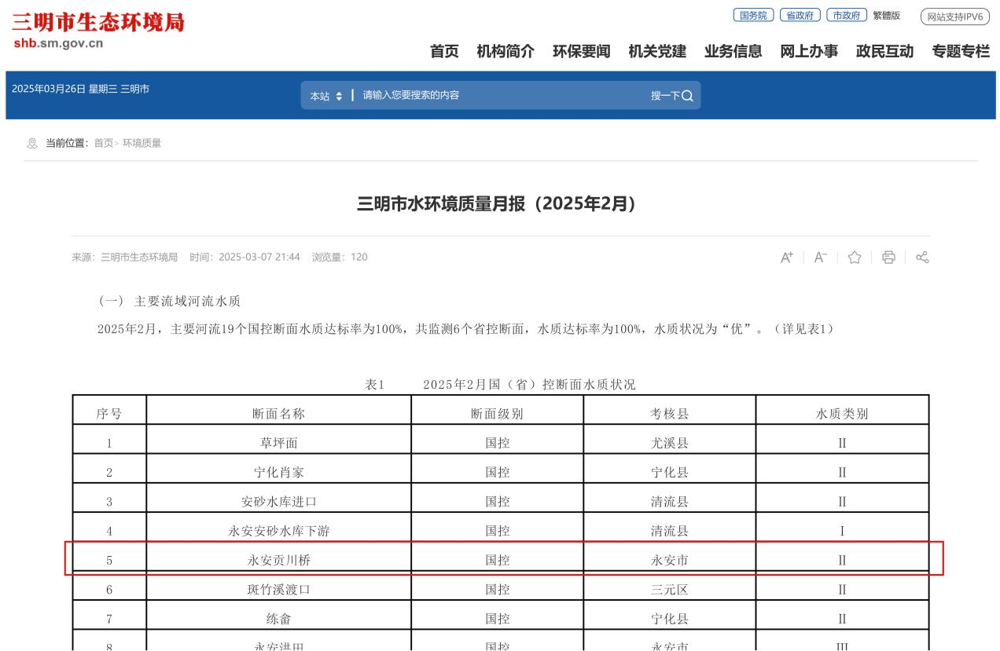 三明市生态环境局
shb.sm.gov.cn
国务院 省政府 市政府 繁體版 网站支持IPV6
首页 机构简介 环保要闻 机关党建 业务信息 网上办事 政民互动 专题专栏
2025年03月26日 星期三 三明市 本站 请输入您要搜索的内容 搜一下
当前位置: 首页> 环境质量
三明市水环境质量月报（2025年2月）
来源：三明市生态环境局 时间：2025-03-07 21:44 浏览量：120 A+ A-
（一） 主要流域河流水质
2025年2月，主要河流19个国控断面水质达标率为100%，共监测6个省控断面，水质达标率为100%，水质状况为“优”。（详见表1）
表1 2025年2月国（省）控断面水质状况
序号 断面名称 断面级别 考核县 水质类别
1 草坪面 国控 尤溪县 II
2 宁化肖家 国控 宁化县 II
3 安砂水库进口 国控 清流县 II
4 永安安砂水库下游 国控 清流县 I
5 永安贡川桥 国控 永安市 II
6 斑竹溪渡口 国控 三元区 II
7 练畲 国控 宁化县 II
8 永安洪田 国控 永安市 III